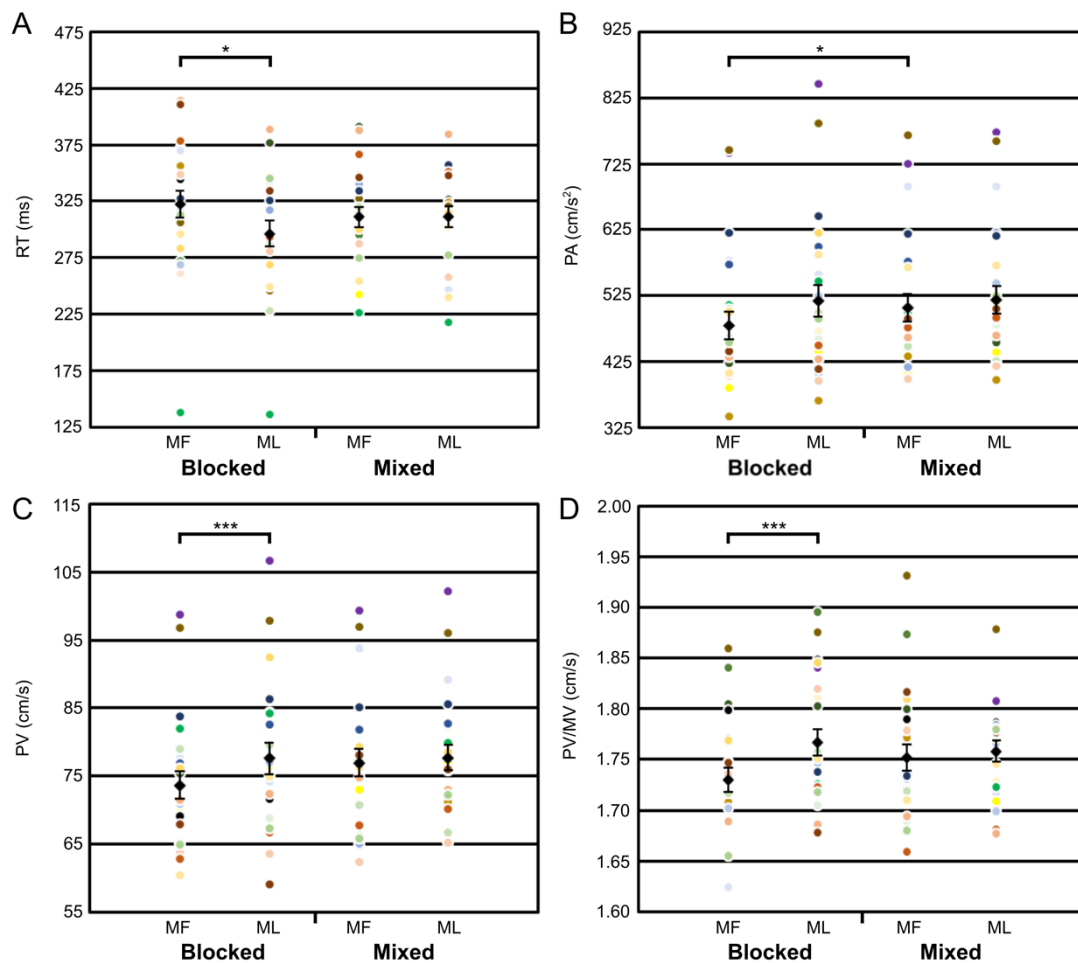 A
RT (ms)
475
425
375
325
275
225
175
125
*
MF ML MF ML
Blocked Mixed
B
PA (cm/s²)
925
825
725
625
525
425
325
*
MF ML MF ML
Blocked Mixed
C
PV (cm/s)
115
105
95
85
75
65
55
***
MF ML MF ML
Blocked Mixed
D
PV/MV (cm/s)
2.00
1.95
1.90
1.85
1.80
1.75
1.70
1.65
1.60
***
MF ML MF ML
Blocked Mixed